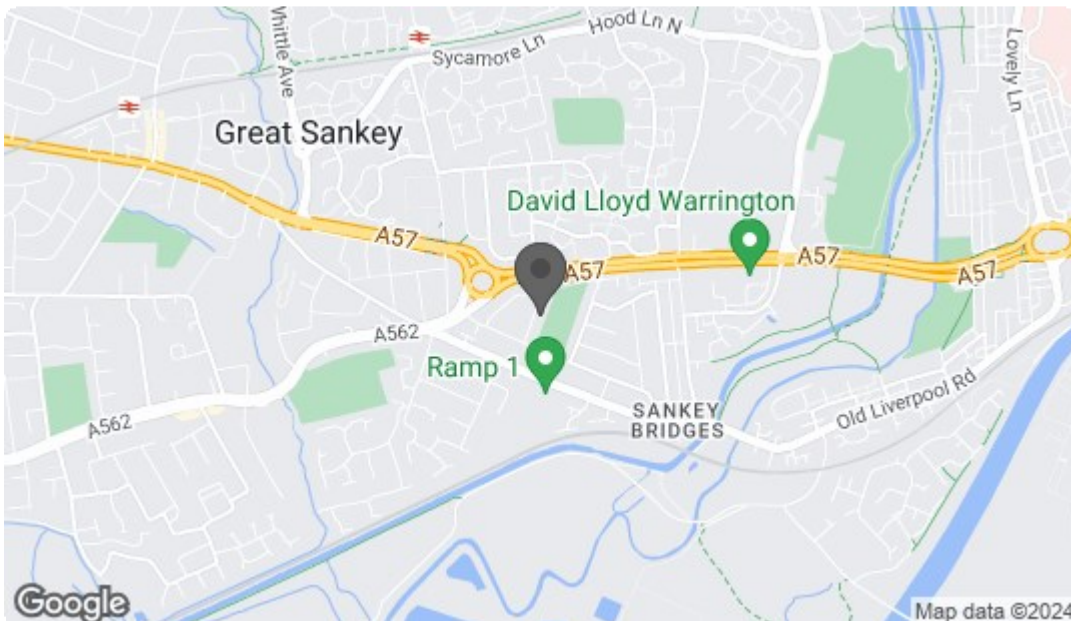 Whittle Ave
Sycamore Ln
Hood Ln N
Lovely Ln
Great Sankey
David Lloyd Warrington
A57
A57
A57
A57
A562
Ramp 1
A562
SANKEY
BRIDGES
Old Liverpool Rd
Google
Map data ©2024